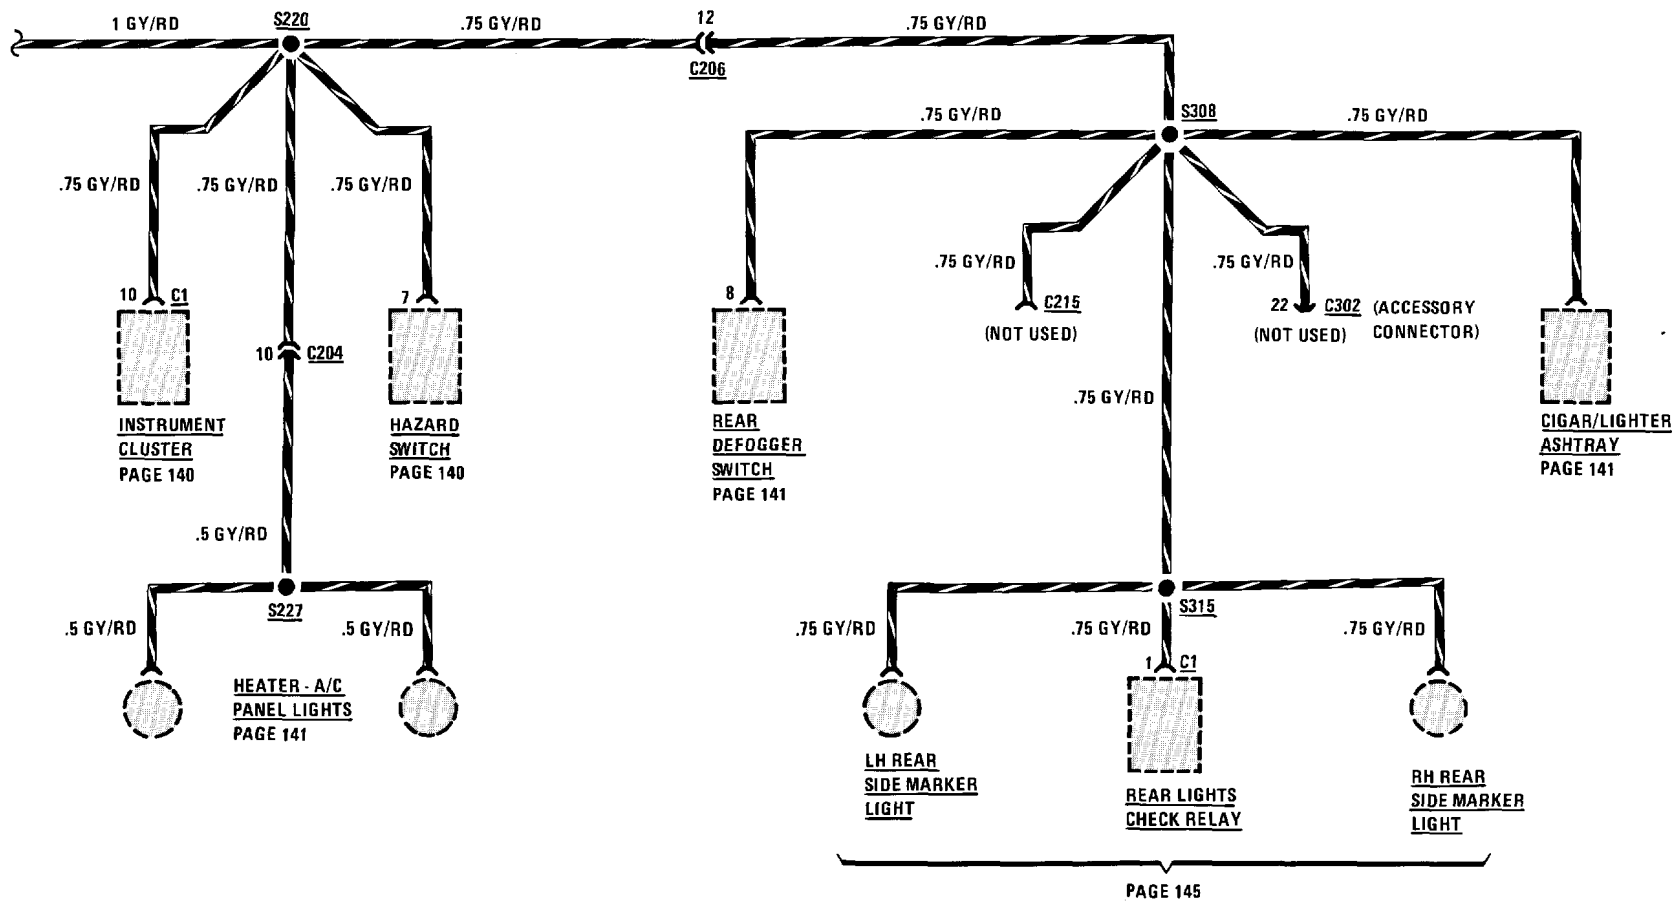 1 GY/RD
S220
.75 GY/RD
12
C206
.75 GY/RD
S308
.75 GY/RD
.75 GY/RD
.75 GY/RD
.75 GY/RD
.75 GY/RD
.75 GY/RD
.75 GY/RD
10
C1
7
8
C215
(NOT USED)
22
C302
(ACCESSORY
CONNECTOR)
(NOT USED)
10
C204
.75 GY/RD
INSTRUMENT
CLUSTER
PAGE 140
HAZARD
SWITCH
PAGE 140
REAR
DEFOGGER
SWITCH
PAGE 141
CIGAR/LIGHTER
ASHTRAY
PAGE 141
.5 GY/RD
S227
S315
.5 GY/RD
.5 GY/RD
.75 GY/RD
.75 GY/RD
.75 GY/RD
1
C1
HEATER - A/C
PANEL LIGHTS
PAGE 141
LH REAR
SIDE MARKER
LIGHT
REAR LIGHTS
CHECK RELAY
RH REAR
SIDE MARKER
LIGHT
PAGE 145